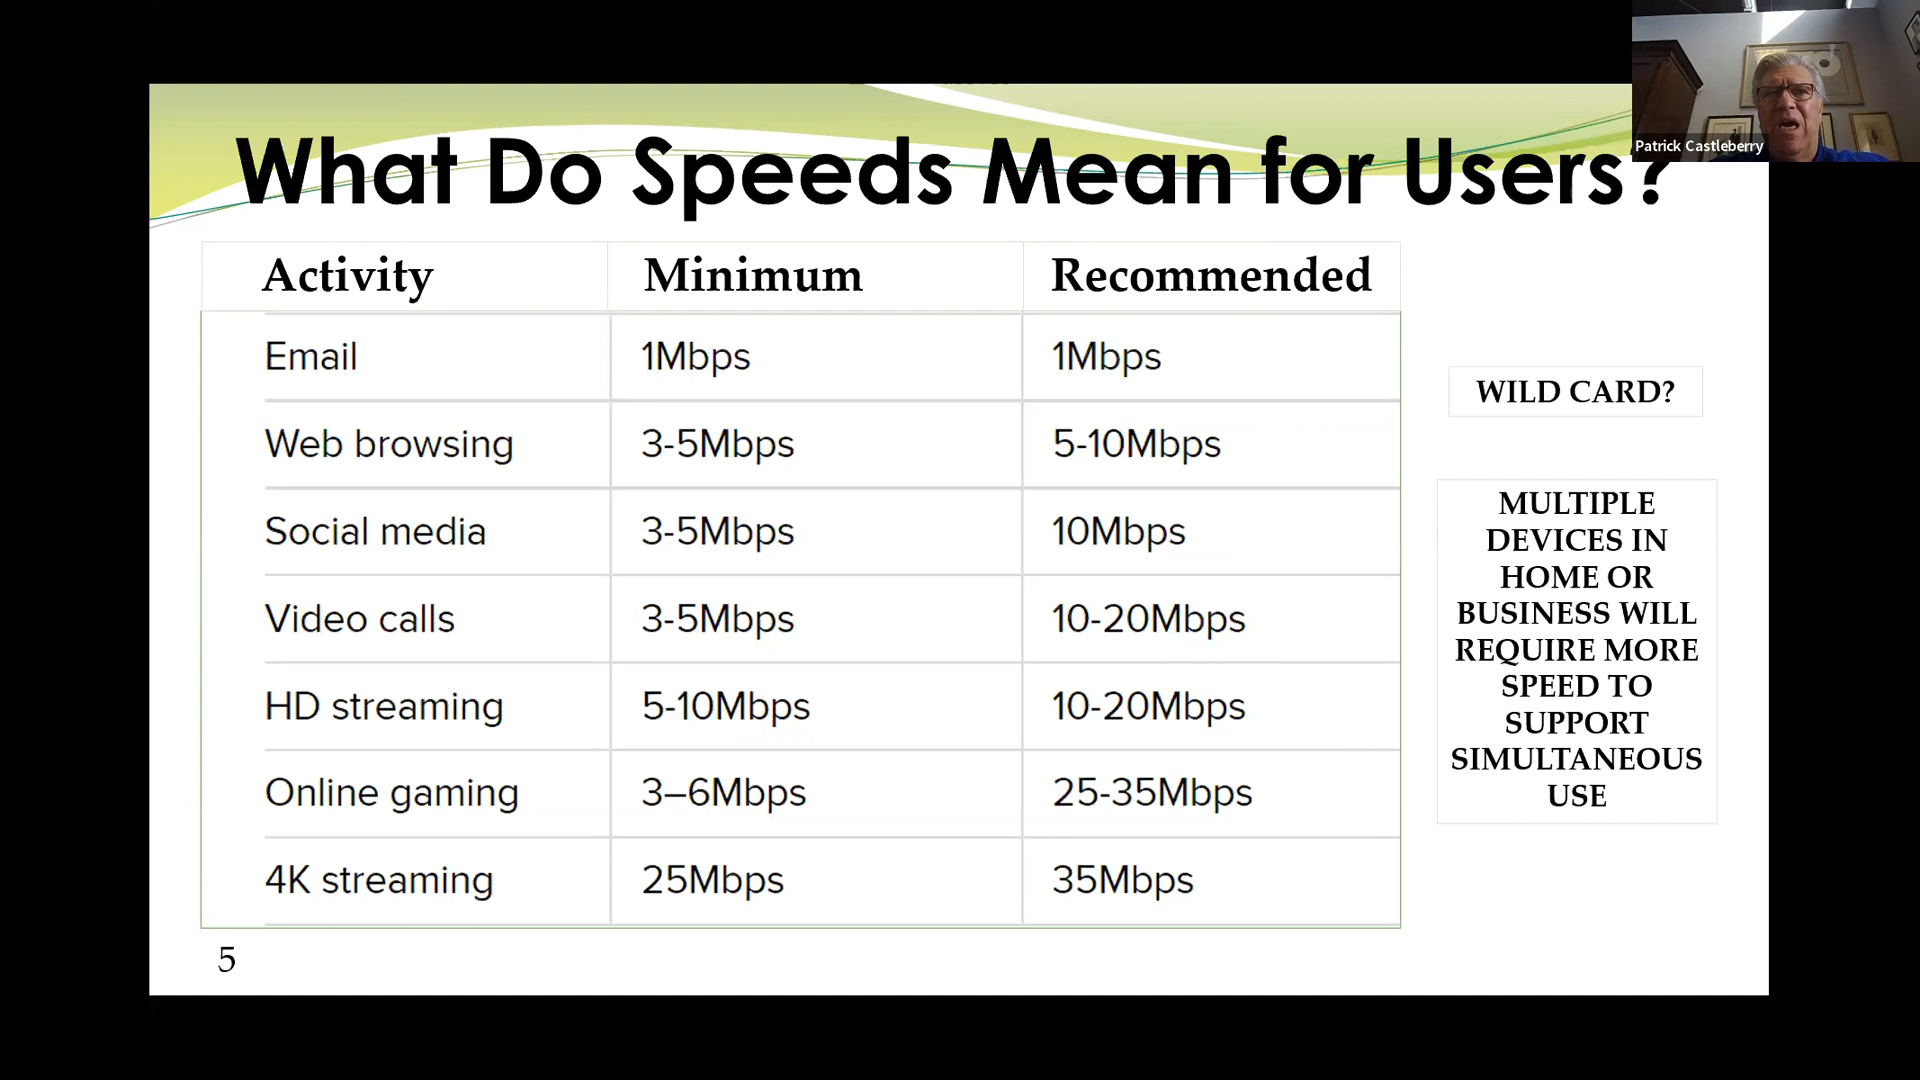 What Do Speeds Mean for Users?
Patrick Castleberry
Activity Minimum Recommended
Email 1Mbps 1Mbps
Web browsing 3-5Mbps 5-10Mbps
Social media 3-5Mbps 10Mbps
Video calls 3-5Mbps 10-20Mbps
HD streaming 5-10Mbps 10-20Mbps
Online gaming 3–6Mbps 25-35Mbps
4K streaming 25Mbps 35Mbps
WILD CARD?
MULTIPLE
DEVICES IN
HOME OR
BUSINESS WILL
REQUIRE MORE
SPEED TO
SUPPORT
SIMULTANEOUS
USE
5